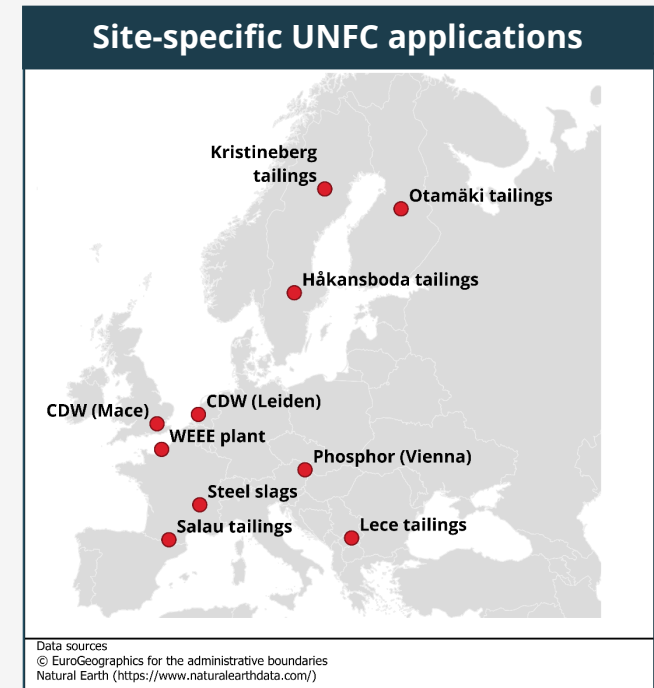 Site-specific UNFC applications
Kristineberg
tailings
Otamäki tailings
Håkansboda tailings
CDW (Leiden)
CDW (Mace)
WEEE plant
Phosphor (Vienna)
Steel slags
Salau tailings
Lece tailings
Data sources
© EuroGeographics for the administrative boundaries
Natural Earth (https://www.naturalearthdata.com/)